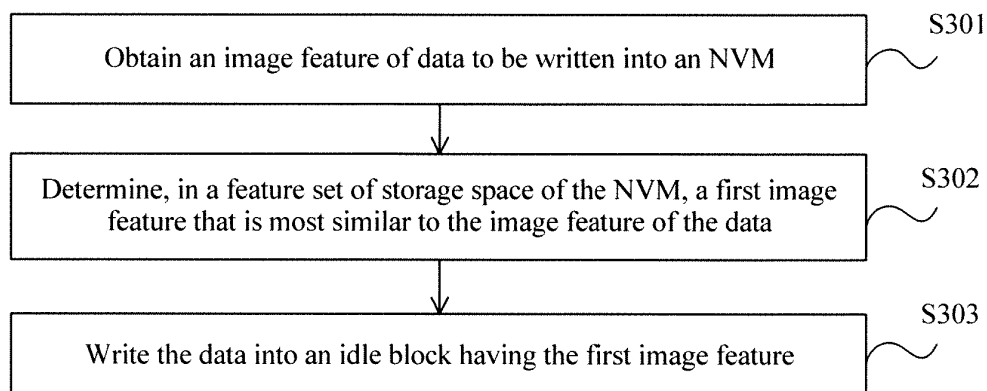 S301
Obtain an image feature of data to be written into an NVM
S302
Determine, in a feature set of storage space of the NVM, a first image
feature that is most similar to the image feature of the data
S303
Write the data into an idle block having the first image feature